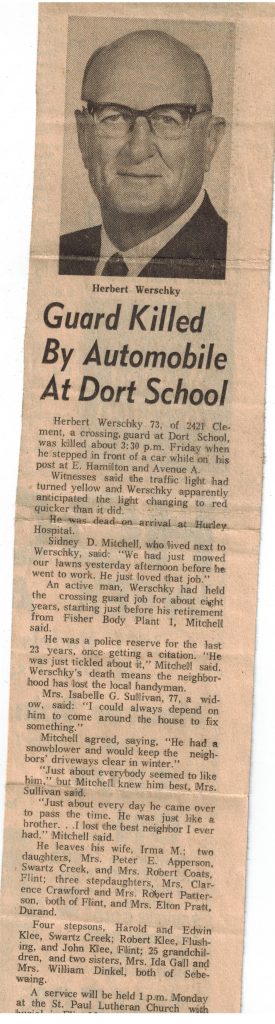 Herbert Werschky
Guard Killed
By Automobile
At Dort School
Herbert Werschky 73, of 2421 Cle-
ment, a crossing guard at Dort School,
was killed about 3:30 p.m. Friday when
he stepped in front of a car while on his
post at E. Hamilton and Avenue A.
Witnesses said the traffic light had
turned yellow and Werschky apparently
anticipated the light changing to red
quicker than it did.
He was dead on arrival at Hurley
Hospital.
Sidney D. Mitchell, who lived next to
Werschky, said: "We had just mowed
our lawns yesterday afternoon before he
went to work. He just loved that job."
An active man, Werschky had held
the crossing guard job for about eight
years, starting just before his retirement
from Fisher Body Plant 1, Mitchell
said.
He was a police reserve for the last
23 years, once getting a citation. "He
was just tickled about it," Mitchell said.
Werschky's death means the neighbor-
hood has lost the local handyman.
Mrs. Isabelle G. Sullivan, 77, a wid-
ow, said: "I could always depend on
him to come around the house to fix
something."
Mitchell agreed, saying, "He had a
snowblower and would keep the neigh-
bors' driveways clear in winter."
"Just about everybody seemed to like
him," but Mitchell knew him best, Mrs.
Sullivan said.
"Just about every day he came over
to pass the time. He was just like a
brother. . .I lost the best neighbor I ever
had," Mitchell said.
He leaves his wife, Irma M.; two
daughters, Mrs. Peter E. Apperson,
Swartz Creek, and Mrs. Robert Coats,
Flint; three stepdaughters, Mrs. Clar-
ence Crawford and Mrs. Robert Patter-
son, both of Flint, and Mrs. Elton Pratt,
Durand.
Four stepsons, Harold and Edwin
Klee, Swartz Creek; Robert Klee, Flush-
ing, and John Klee, Flint; 25 grandchil-
dren, and two sisters, Mrs. Ida Gall and
Mrs. William Dinkel, both of Sebe-
waing.
A service will be held 1 p.m. Monday
at the St. Paul Lutheran Church with